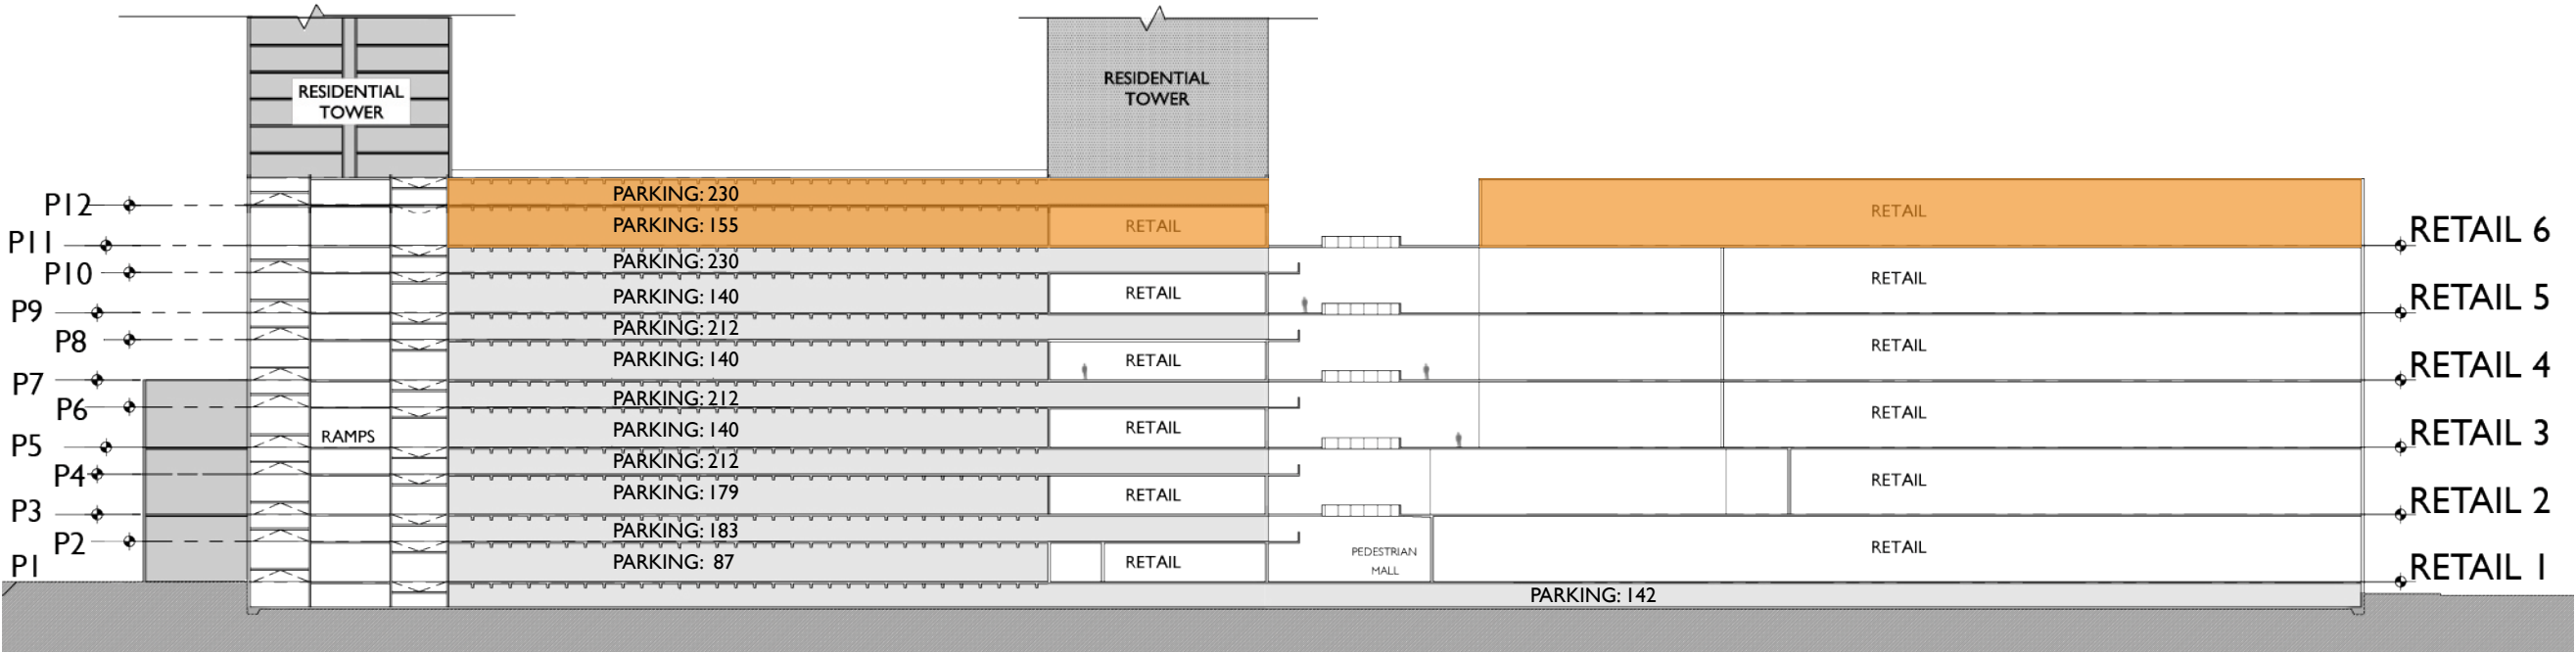 RESIDENTIAL
TOWER
RESIDENTIAL
TOWER
P12
P11
P10
P9
P8
P7
P6
P5
P4
P3
P2
P1
RAMPS
PARKING: 230
PARKING: 155
RETAIL
PARKING: 230
PARKING: 140
RETAIL
PARKING: 212
PARKING: 140
RETAIL
PARKING: 212
PARKING: 140
RETAIL
PARKING: 212
PARKING: 179
RETAIL
PARKING: 183
PARKING: 87
RETAIL
PEDESTRIAN
MALL
PARKING: 142
RETAIL
RETAIL
RETAIL
RETAIL
RETAIL
RETAIL
RETAIL 6
RETAIL 5
RETAIL 4
RETAIL 3
RETAIL 2
RETAIL 1